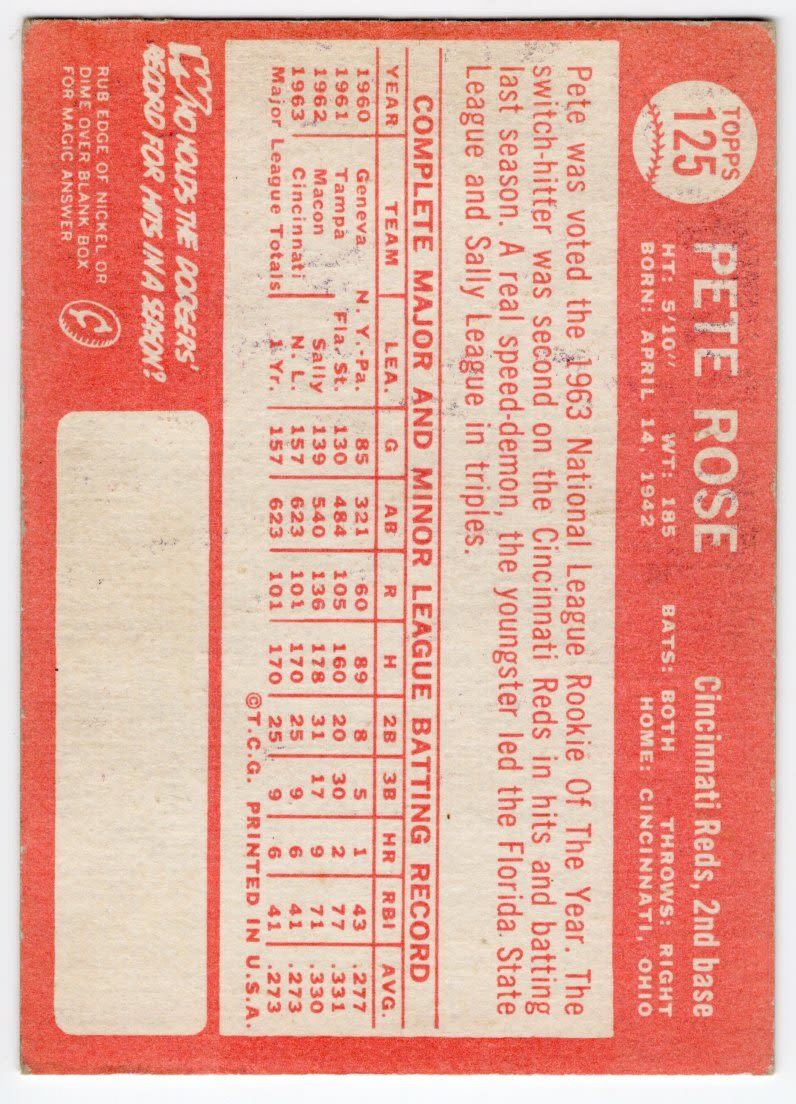 TOPPS
125
PETE ROSE
Cincinnati Reds, 2nd base
HT: 5'10" WT: 185 BATS: BOTH THROWS: RIGHT
BORN: APRIL 14, 1942 HOME: CINCINNATI, OHIO
Pete was voted the 1963 National League Rookie Of The Year. The
switch-hitter was second on the Cincinnati Reds in hits and batting
last season. A real speed-demon, the youngster led the Florida State
League and Sally League in triples.
COMPLETE MAJOR AND MINOR LEAGUE BATTING RECORD
YEAR TEAM LEA. G AB R H 2B 3B HR RBI AVG.
1960 Geneva N. Y.-Pa. 85 321 60 89 8 5 1 43 .277
1961 Tampa Fla. St. 130 484 105 160 20 30 2 77 .331
1962 Macon Sally 139 540 136 178 31 17 9 71 .330
1963 Cincinnati N. L. 157 623 101 170 25 9 6 41 .273
Major League Totals 1 Yr. 157 623 101 170 25 9 6 41 .273
©T.C.G. PRINTED IN U.S.A.
WHO HOLDS THE DODGERS'
RECORD FOR HITS IN A SEASON?
RUB EDGE OF NICKEL OR
DIME OVER BLANK BOX
FOR MAGIC ANSWER